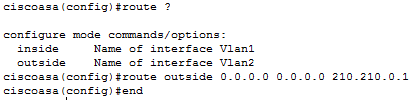 ciscoasa(config)#route ?
configure mode commands/options:
inside Name of interface Vlan1
outside Name of interface Vlan2
ciscoasa(config)#route outside 0.0.0.0 0.0.0.0 210.210.0.1
ciscoasa(config)#end